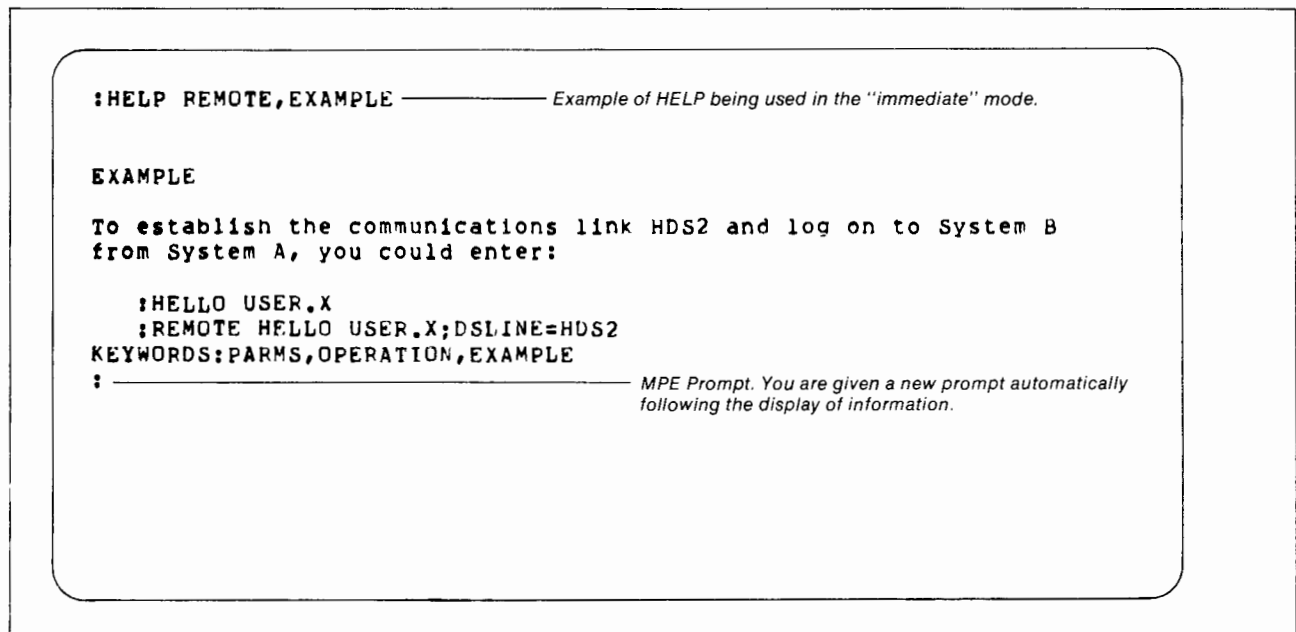 :HELP REMOTE,EXAMPLE Example of HELP being used in the "immediate" mode.
EXAMPLE
To establish the communications link HDS2 and log on to System B
from System A, you could enter:
:HELLO USER.X
:REMOTE HELLO USER.X;DSLINE=HDS2
KEYWORDS:PARMS,OPERATION,EXAMPLE
: MPE Prompt. You are given a new prompt automatically
following the display of information.